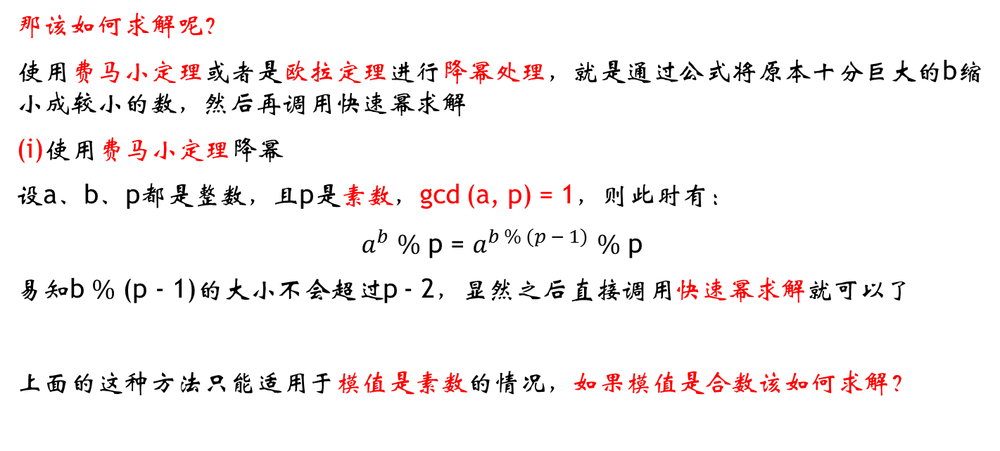 那该如何求解呢?
使用费马小定理或者是欧拉定理进行降幂处理，就是通过公式将原本十分巨大的b缩
小成较小的数，然后再调用快速幂求解
(i)使用费马小定理降幂
设a、b、p都是整数，且p是素数，gcd (a, p) = 1，则此时有：
a^b % p = a^{b % (p − 1)} % p
易知b % (p - 1)的大小不会超过p - 2，显然之后直接调用快速幂求解就可以了
上面的这种方法只能适用于模值是素数的情况，如果模值是合数该如何求解?